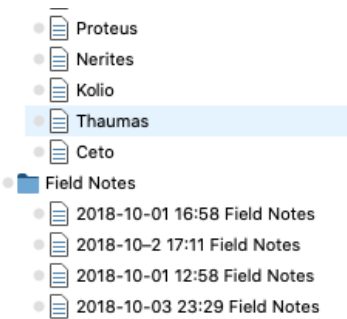 Proteus
Nerites
Kolio
Thaumas
Ceto
Field Notes
2018-10-01 16:58 Field Notes
2018-10–2 17:11 Field Notes
2018-10-01 12:58 Field Notes
2018-10-03 23:29 Field Notes